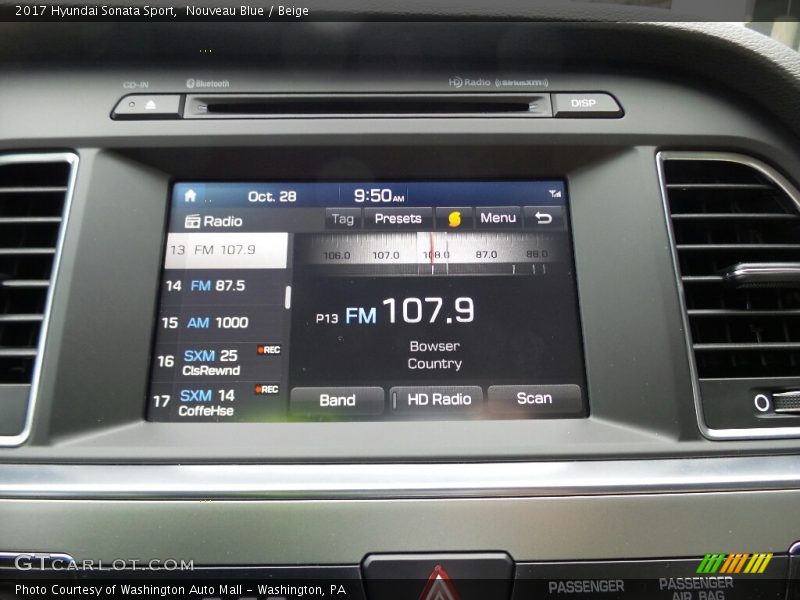 2017 Hyundai Sonata Sport, Nouveau Blue / Beige
CD-IN
Bluetooth
HD Radio
((siriusxm))
DISP
Oct. 28
9:50 AM
Radio
Tag
Presets
Menu
106.0 107.0 108.0 87.0 88.0
13 FM 107.9
14 FM 87.5
15 AM 1000
16 SXM 25 REC
ClsRewnd
17 SXM 14 REC
CoffeHse
P13 FM 107.9
Bowser
Country
Band
HD Radio
Scan
GTCARLOT.COM
PASSENGER
PASSENGER
AIR BAG
Photo Courtesy of Washington Auto Mall - Washington, PA